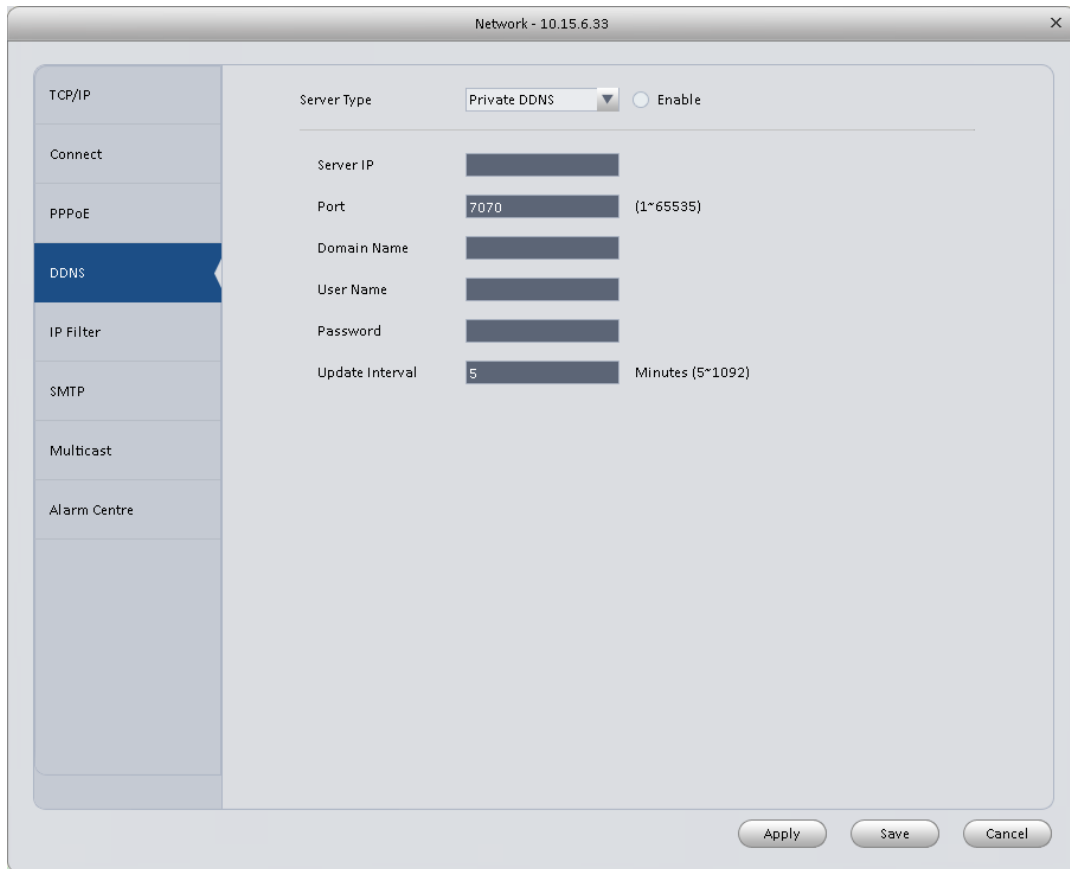 Network - 10.15.6.33
TCP/IP
Connect
PPPoE
DDNS
IP Filter
SMTP
Multicast
Alarm Centre
Server Type Private DDNS Enable
Server IP
Port 7070 (1~65535)
Domain Name
User Name
Password
Update Interval 5 Minutes (5~1092)
Apply Save Cancel